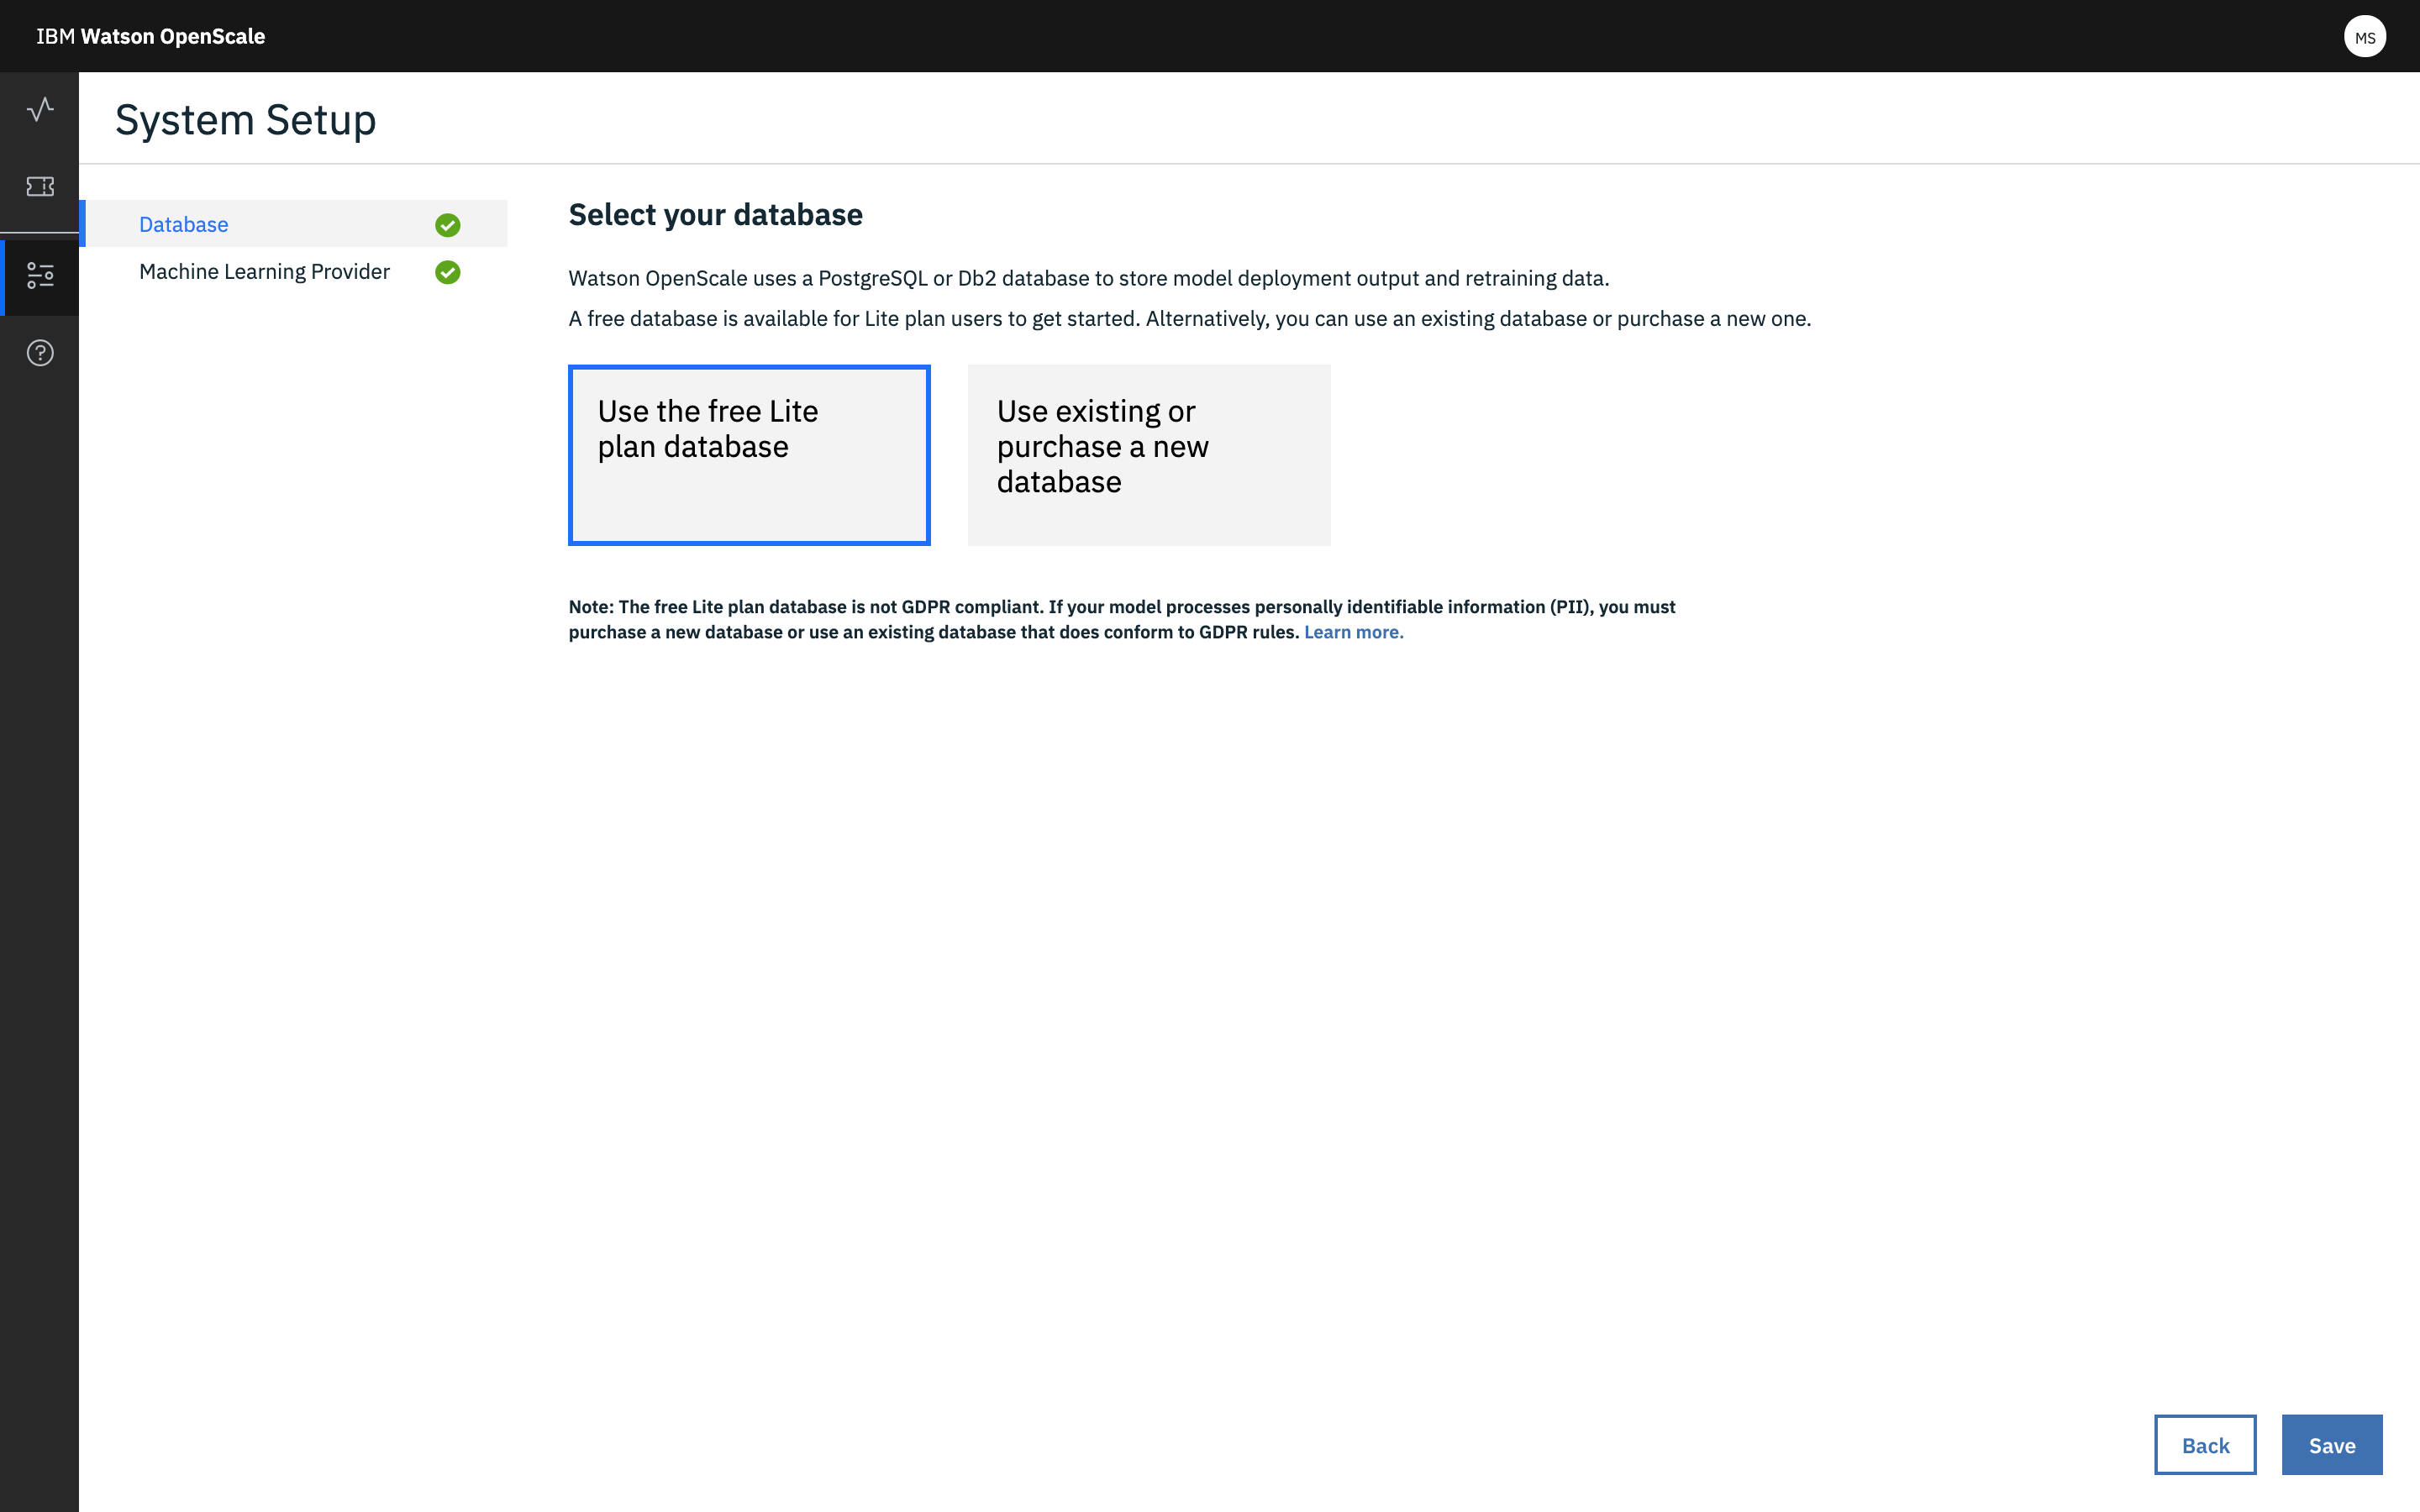 IBM Watson OpenScale
MS
System Setup
Database
Machine Learning Provider
Select your database
Watson OpenScale uses a PostgreSQL or Db2 database to store model deployment output and retraining data.
A free database is available for Lite plan users to get started. Alternatively, you can use an existing database or purchase a new one.
Use the free Lite
plan database
Use existing or
purchase a new
database
Note: The free Lite plan database is not GDPR compliant. If your model processes personally identifiable information (PII), you must
purchase a new database or use an existing database that does conform to GDPR rules. Learn more.
Back
Save